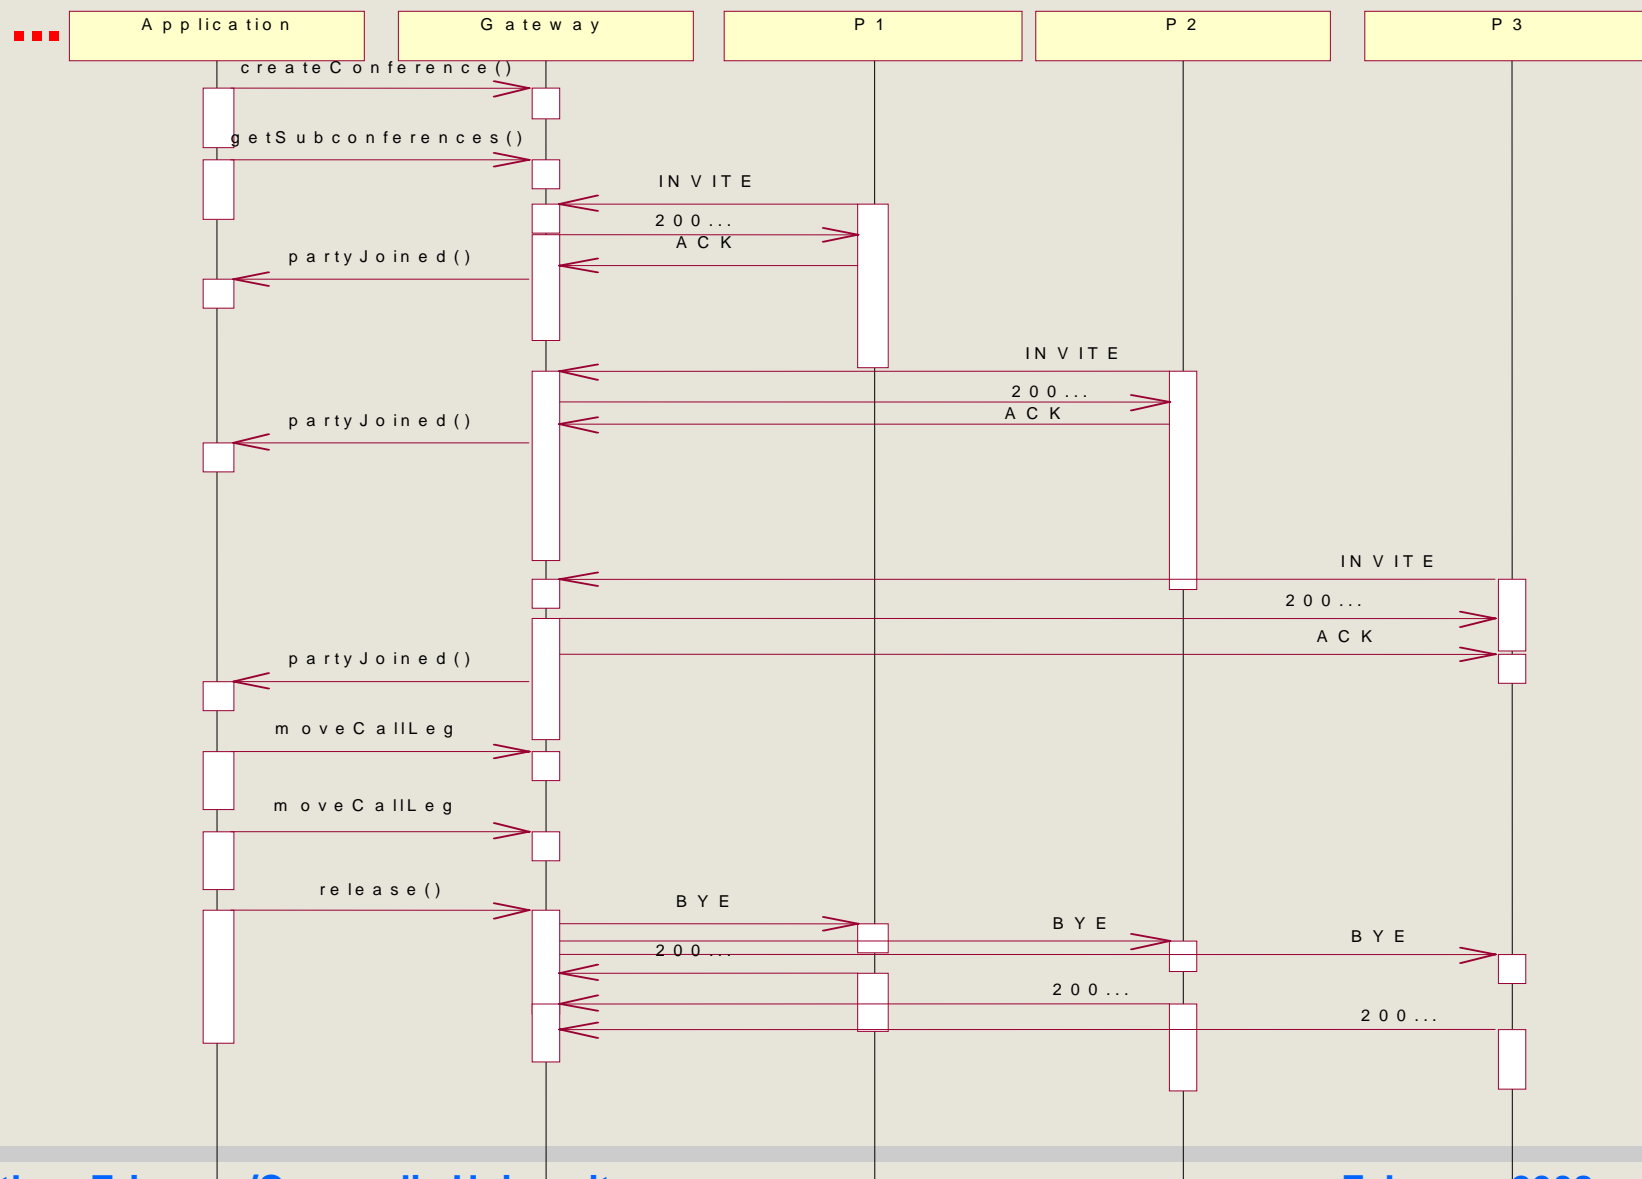 Application Gateway P1 P2 P3
createConference()
getSubconferences()
INVITE
200...
ACK
partyJoined()
INVITE
200...
ACK
partyJoined()
INVITE
200...
ACK
partyJoined()
moveCallLeg
moveCallLeg
release()
BYE
BYE
BYE
200...
200...
200...